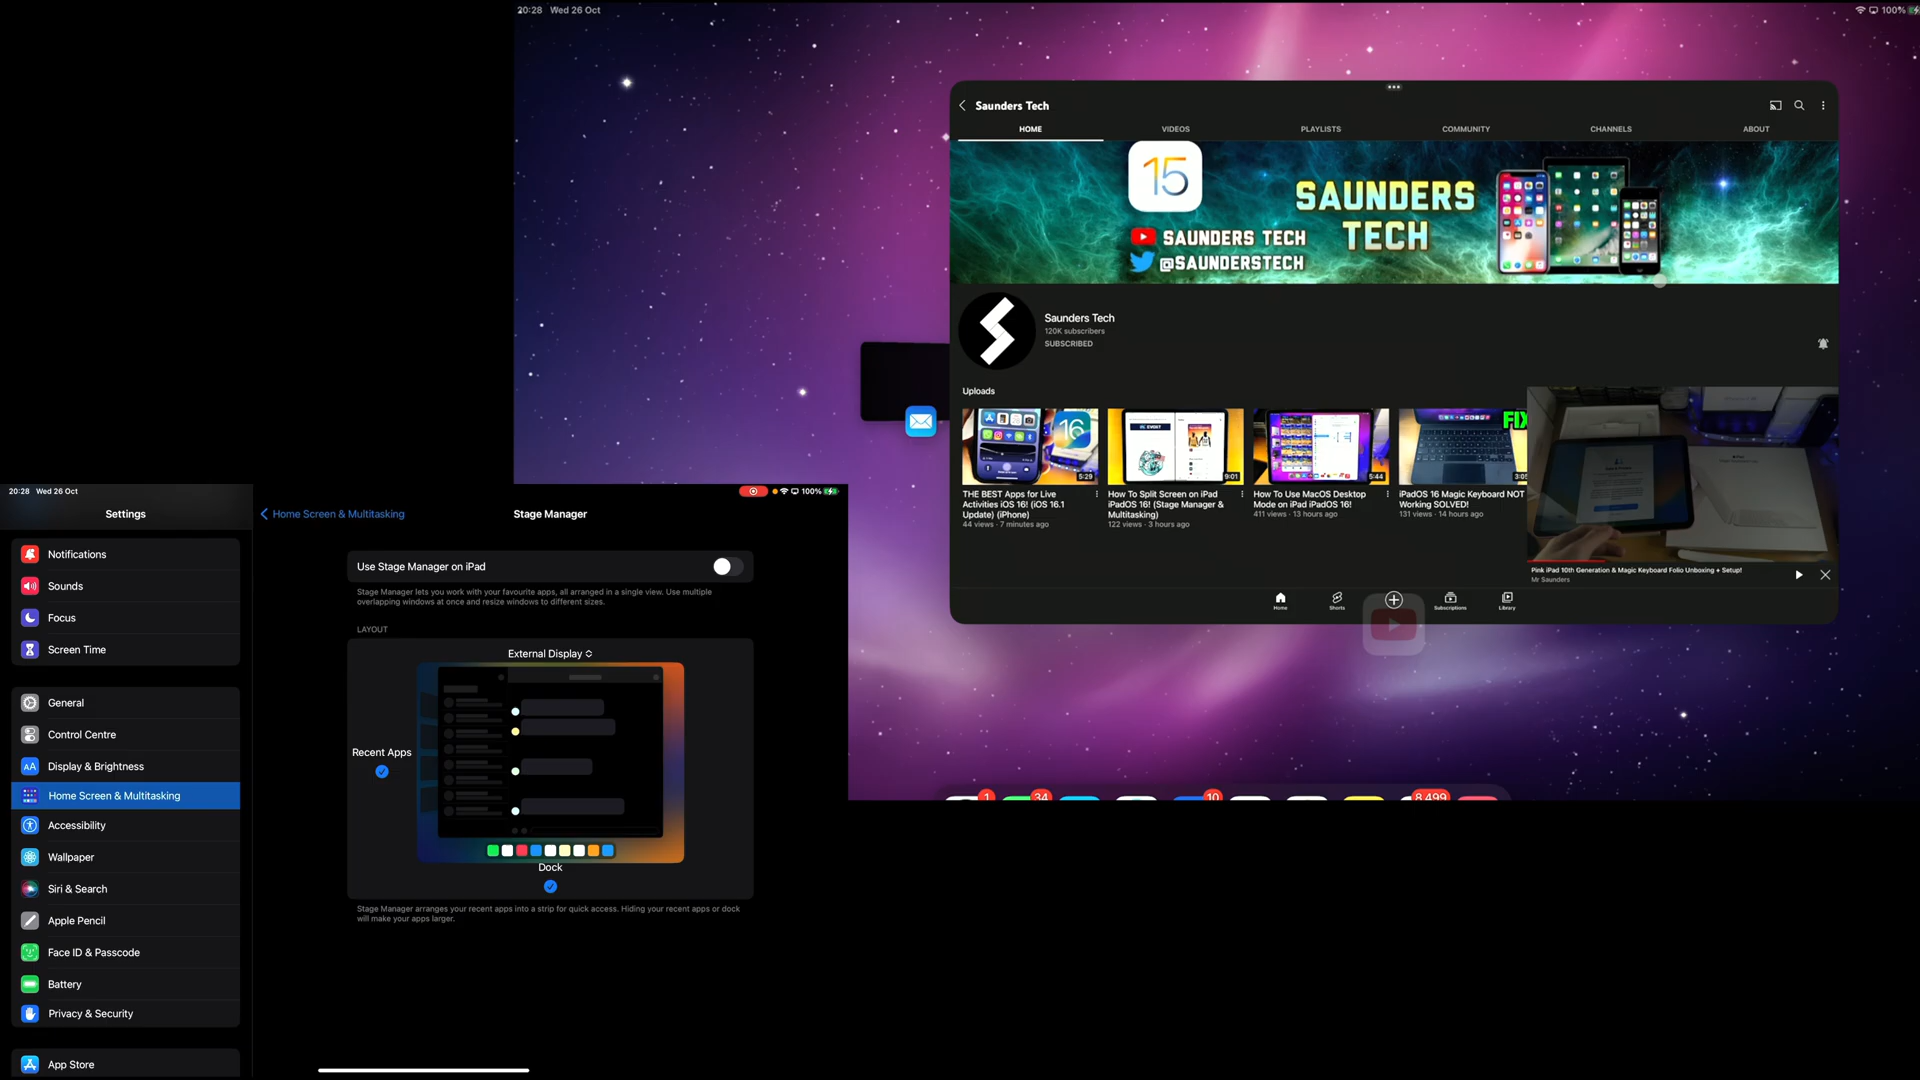 20:28 Wed 26 Oct
100%
Saunders Tech
HOME VIDEOS PLAYLISTS COMMUNITY CHANNELS ABOUT
15
SAUNDERS TECH
@SAUNDERSTECH
SAUNDERS
TECH
Saunders Tech
120K subscribers
SUBSCRIBED
Uploads
16
5:29
9:01
5:44
FIX
3:05
THE BEST Apps for Live
Activities iOS 16! (iOS 16.1
Update) (iPhone)
44 views · 7 minutes ago
How To Split Screen on iPad
iPadOS 16! (Stage Manager &
Multitasking)
122 views · 3 hours ago
How To Use MacOS Desktop
Mode on iPad iPadOS 16!
411 views · 13 hours ago
iPadOS 16 Magic Keyboard NOT
Working SOLVED!
131 views · 14 hours ago
Pink iPad 10th Generation & Magic Keyboard Folio Unboxing + Setup!
Mr Saunders
Home Shorts Subscriptions Library
1 34 10 8,499
20:28 Wed 26 Oct
100%
Settings
Notifications
Sounds
Focus
Screen Time
General
Control Centre
Display & Brightness
Home Screen & Multitasking
Accessibility
Wallpaper
Siri & Search
Apple Pencil
Face ID & Passcode
Battery
Privacy & Security
App Store
Home Screen & Multitasking
Stage Manager
Use Stage Manager on iPad
Stage Manager lets you work with your favourite apps, all arranged in a single view. Use multiple
overlapping windows at once and resize windows to different sizes.
LAYOUT
External Display
Recent Apps
Dock
Stage Manager arranges your recent apps into a strip for quick access. Hiding your recent apps or dock
will make your apps larger.